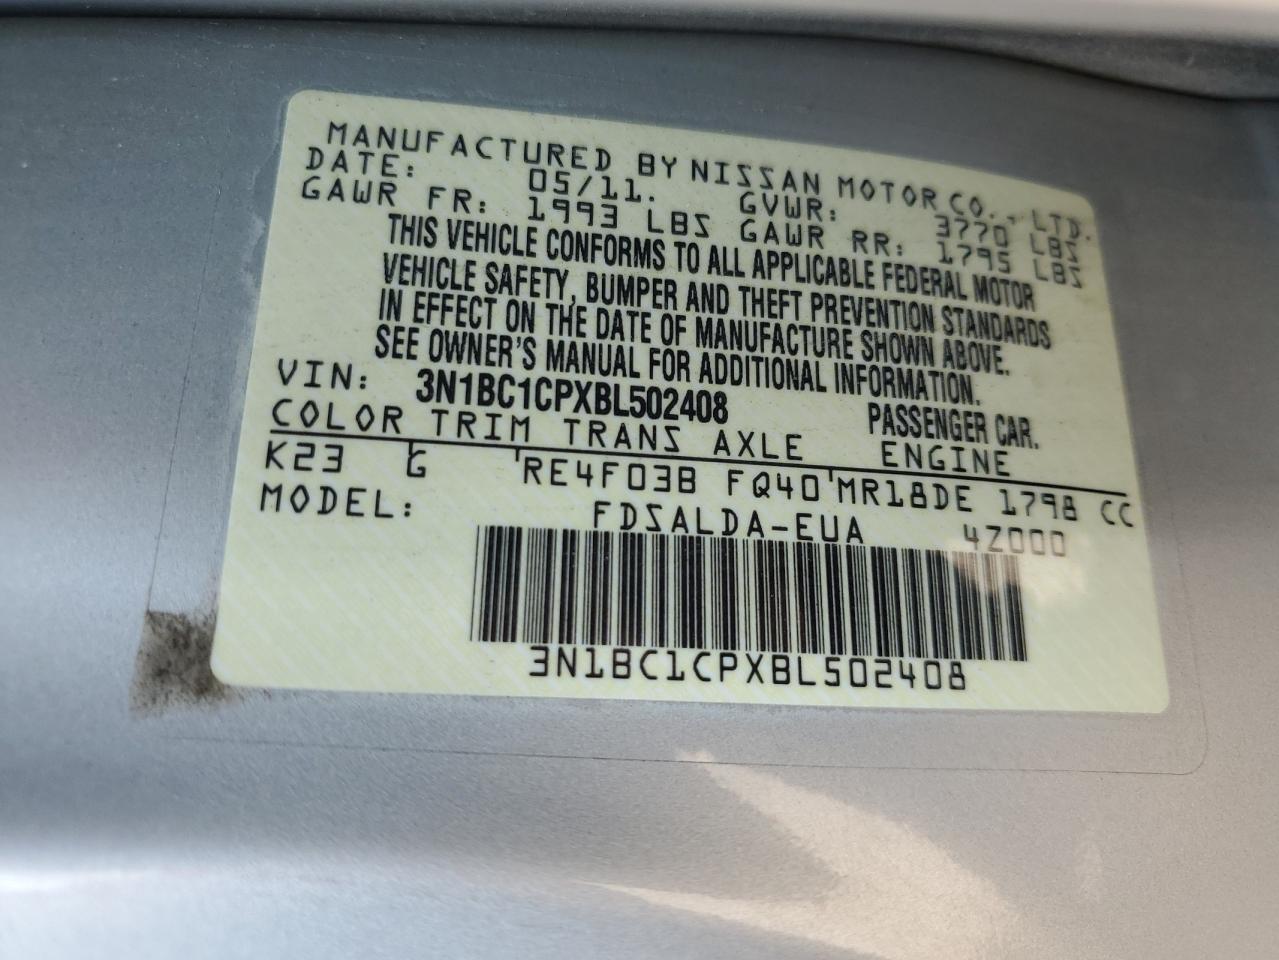 MANUFACTURED BY NISSAN MOTOR CO., LTD.
DATE: 05/11. GVWR: 3770 LBS
GAWR FR: 1993 LBS GAWR RR: 1795 LBS
THIS VEHICLE CONFORMS TO ALL APPLICABLE FEDERAL MOTOR
VEHICLE SAFETY, BUMPER AND THEFT PREVENTION STANDARDS
IN EFFECT ON THE DATE OF MANUFACTURE SHOWN ABOVE.
SEE OWNER'S MANUAL FOR ADDITIONAL INFORMATION.
VIN: 3N1BC1CPXBL502408 PASSENGER CAR.
COLOR TRIM TRANS AXLE ENGINE
K23 G RE4F03B FQ40 MR18DE 1798 CC
MODEL: FDSALDA-EUA 4Z000
3N1BC1CPXBL502408